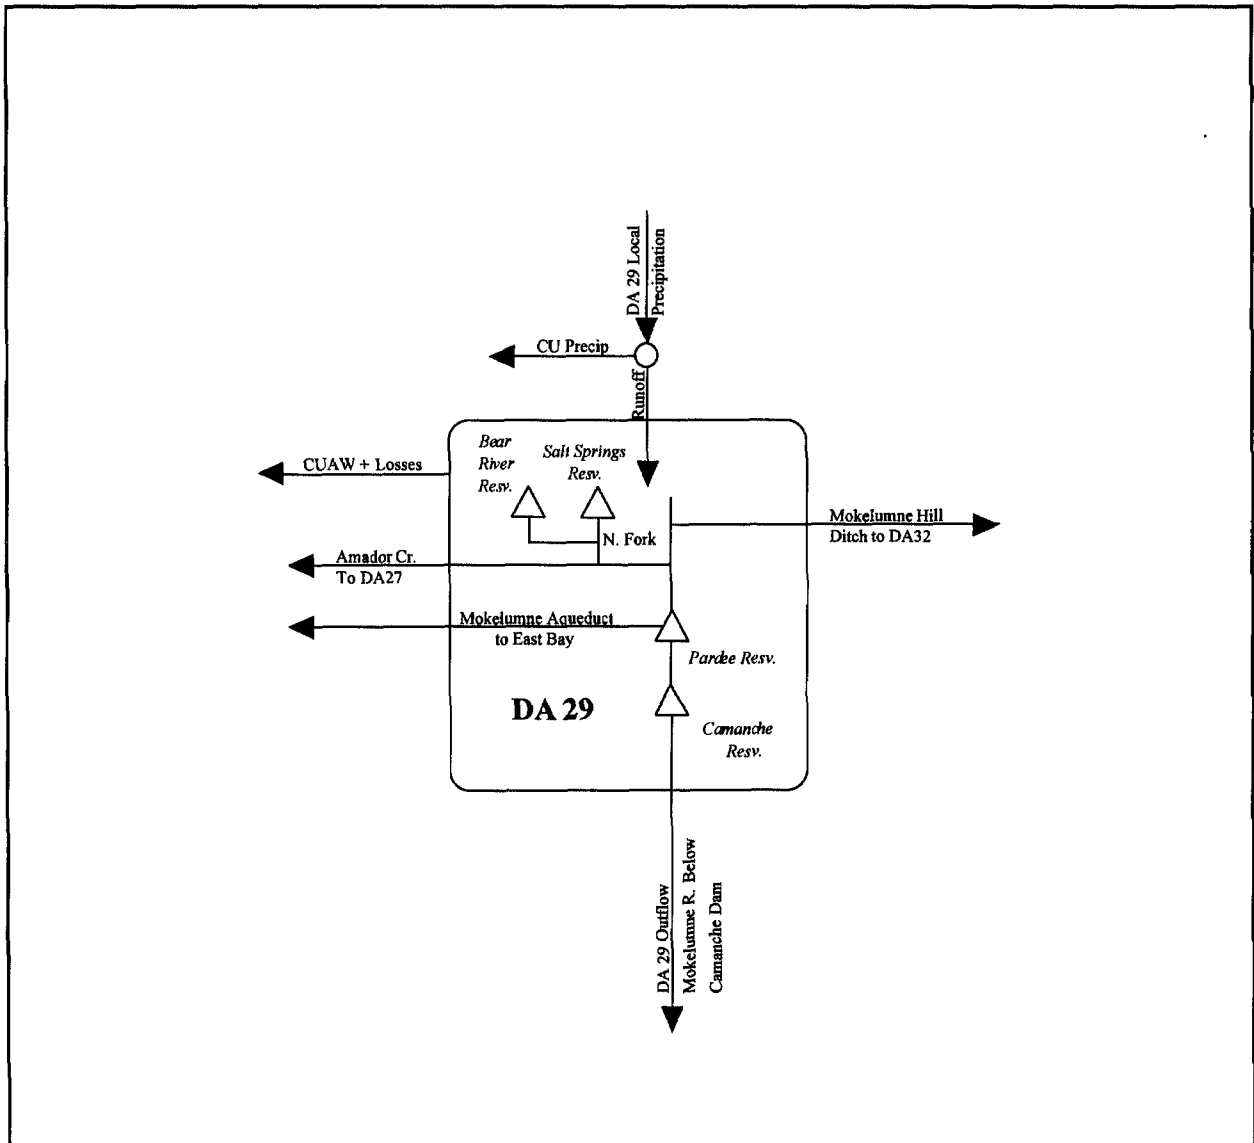 DA 29 Local
Precipitation
CU Precip
Runoff
Bear
River
Resv.
Salt Springs
Resv.
CUAW + Losses
Mokelumne Hill
Ditch to DA32
N. Fork
Amador Cr.
To DA27
Mokelumne Aqueduct
to East Bay
Pardee Resv.
DA 29
Camanche
Resv.
DA 29 Outflow
Mokelumne R. Below
Camanche Dam